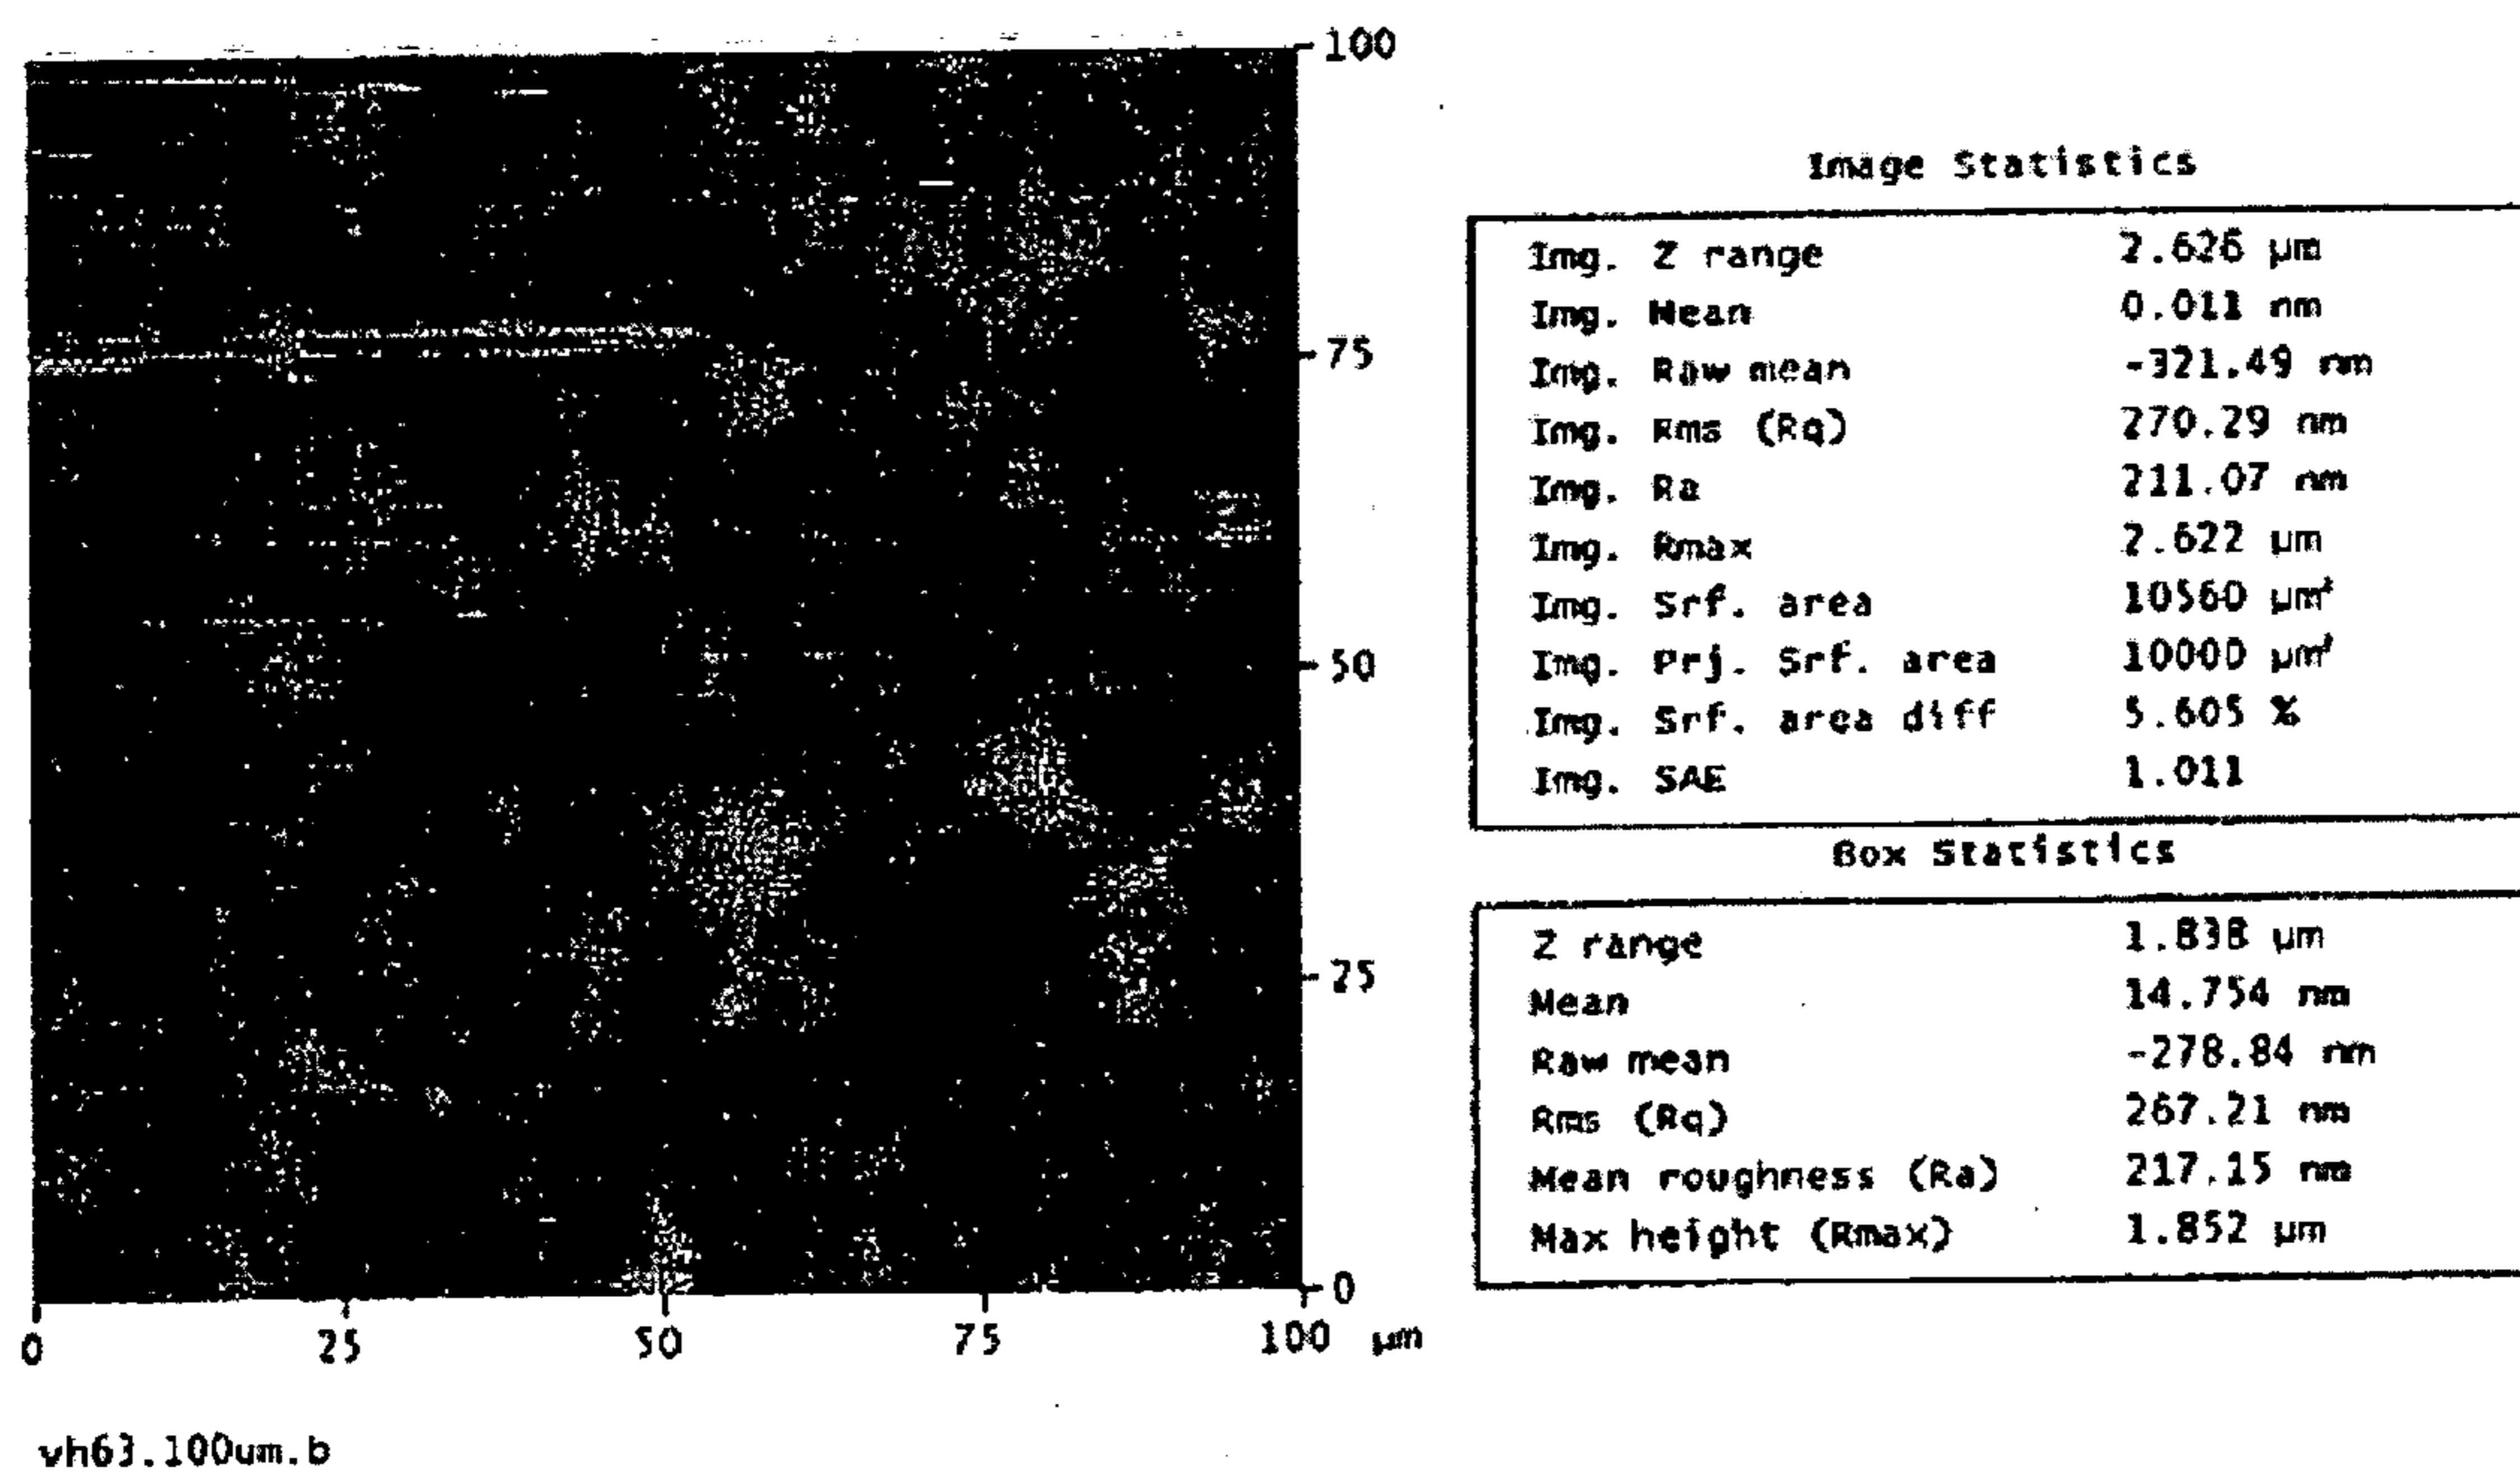 100
75
50
25
0
0 25 50 75 100 µm
vh63.100um.b
Image Statistics
Img. Z range 2.626 µm
Img. Mean 0.011 nm
Img. Raw mean -321.49 nm
Img. Rms (Rq) 270.29 nm
Img. Ra 211.07 nm
Img. Rmax 2.622 µm
Img. Srf. area 10560 µm²
Img. Prj. Srf. area 10000 µm²
Img. Srf. area diff 5.605 %
Img. SAE 1.011
Box Statistics
Z range 1.838 µm
Mean 14.754 nm
Raw mean -278.84 nm
Rms (Rq) 267.21 nm
Mean roughness (Ra) 217.15 nm
Max height (Rmax) 1.852 µm